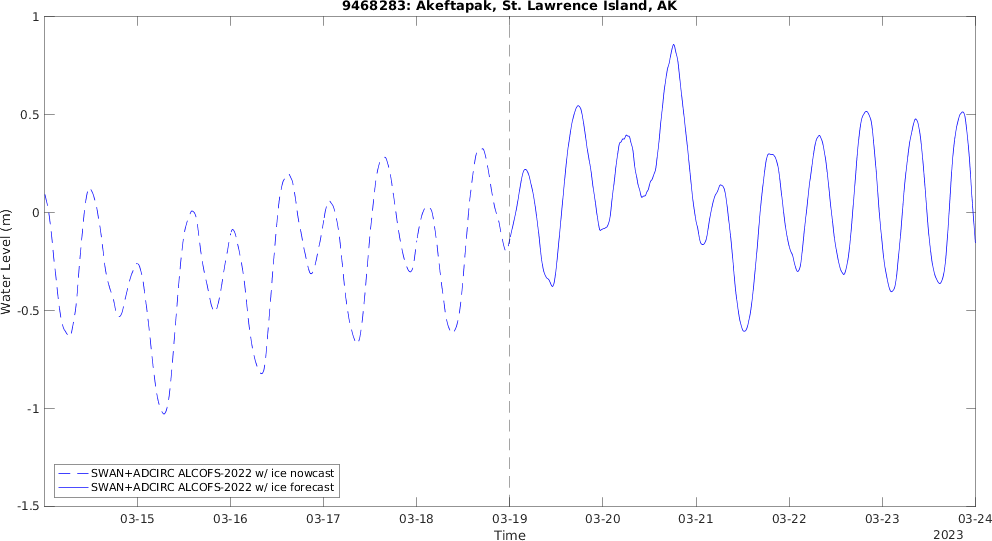 9468283: Akeftapak, St. Lawrence Island, AK
Water Level (m)
1
0.5
0
-0.5
-1
-1.5
SWAN+ADCIRC ALCOFS-2022 w/ ice nowcast
SWAN+ADCIRC ALCOFS-2022 w/ ice forecast
03-15 03-16 03-17 03-18 03-19 03-20 03-21 03-22 03-23 03-24
Time
2023